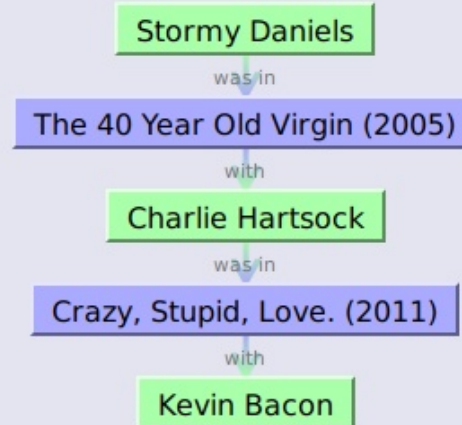 Stormy Daniels
was in
The 40 Year Old Virgin (2005)
with
Charlie Hartsock
was in
Crazy, Stupid, Love. (2011)
with
Kevin Bacon